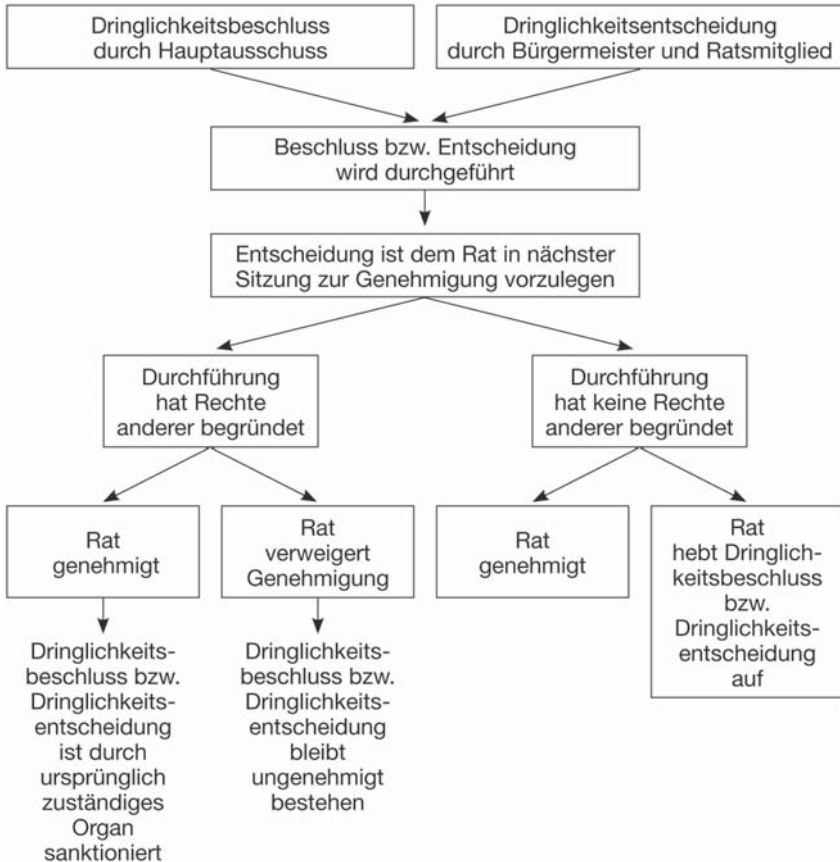 Dringlichkeitsbeschluss
durch Hauptausschuss
Dringlichkeitsentscheidung
durch Bürgermeister und Ratsmitglied
Beschluss bzw. Entscheidung
wird durchgeführt
Entscheidung ist dem Rat in nächster
Sitzung zur Genehmigung vorzulegen
Durchführung
hat Rechte
anderer begründet
Durchführung
hat keine Rechte
anderer begründet
Rat
genehmigt
Rat
verweigert
Genehmigung
Rat
genehmigt
Rat
hebt Dringlich-
keitsbeschluss
bzw.
Dringlichkeits-
entscheidung
auf
Dringlichkeits-
beschluss bzw.
Dringlichkeits-
entscheidung
ist durch
ursprünglich
zuständiges
Organ
sanktioniert
Dringlichkeits-
beschluss bzw.
Dringlichkeits-
entscheidung
bleibt
ungenehmigt
bestehen